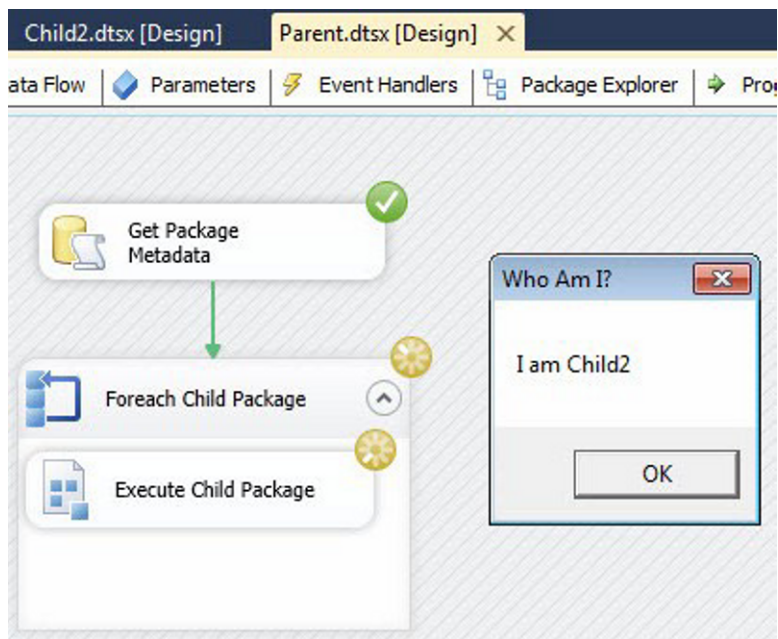 Child2.dtsx [Design]
Parent.dtsx [Design]
ata Flow
Parameters
Event Handlers
Package Explorer
Pro
Get Package
Metadata
Who Am I?
I am Child2
Foreach Child Package
OK
Execute Child Package